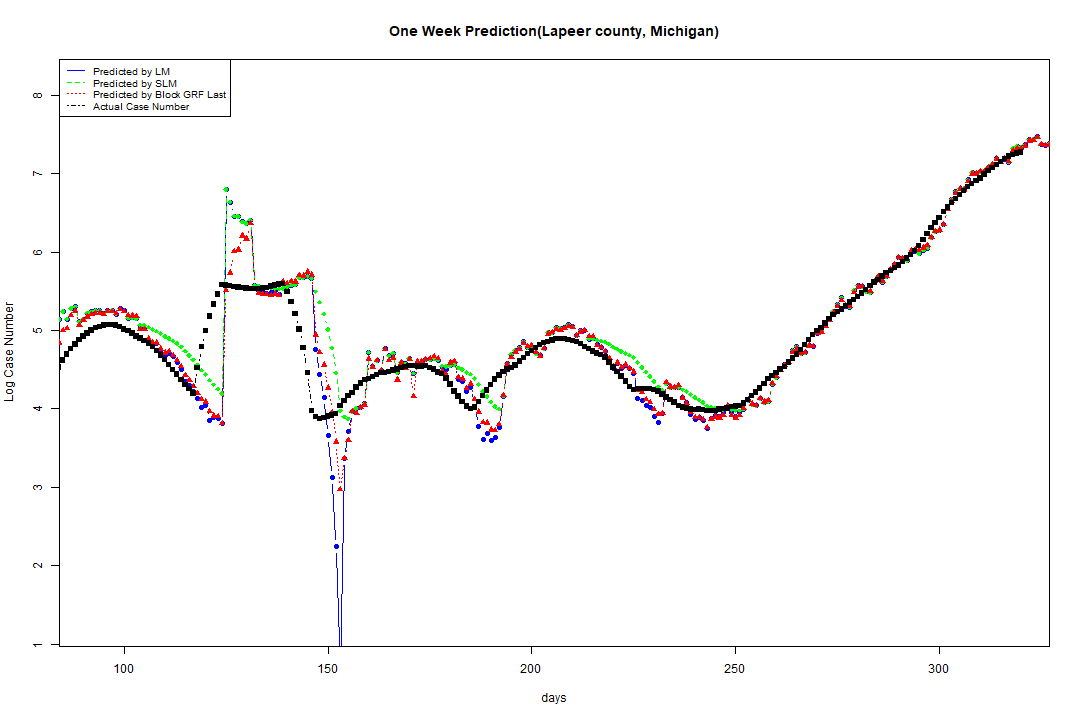 One Week Prediction(Lapeer county, Michigan)
Predicted by LM
Predicted by SLM
Predicted by Block GRF Last
Actual Case Number
8
7
6
5
4
3
2
1
Log Case Number
100 150 200 250 300
days